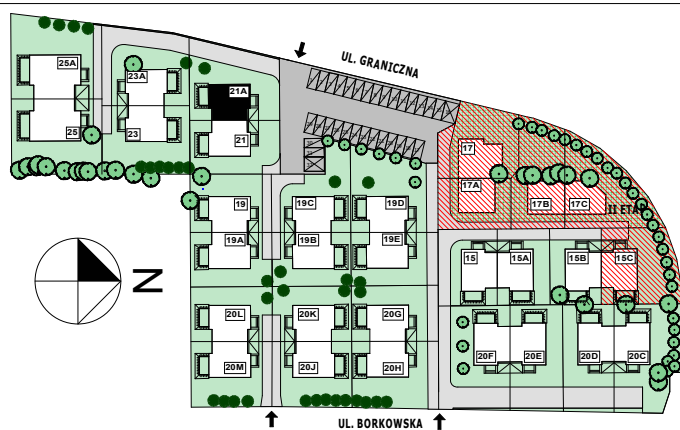 UL. GRANICZNA
25A
23A
21A
25
23
21
17
17A
17B
17C
II ETAP
19
19C
19D
19A
19B
19E
15
15A
15B
15C
N
20L
20K
20G
20M
20J
20H
20F
20E
20D
20C
UL. BORKOWSKA